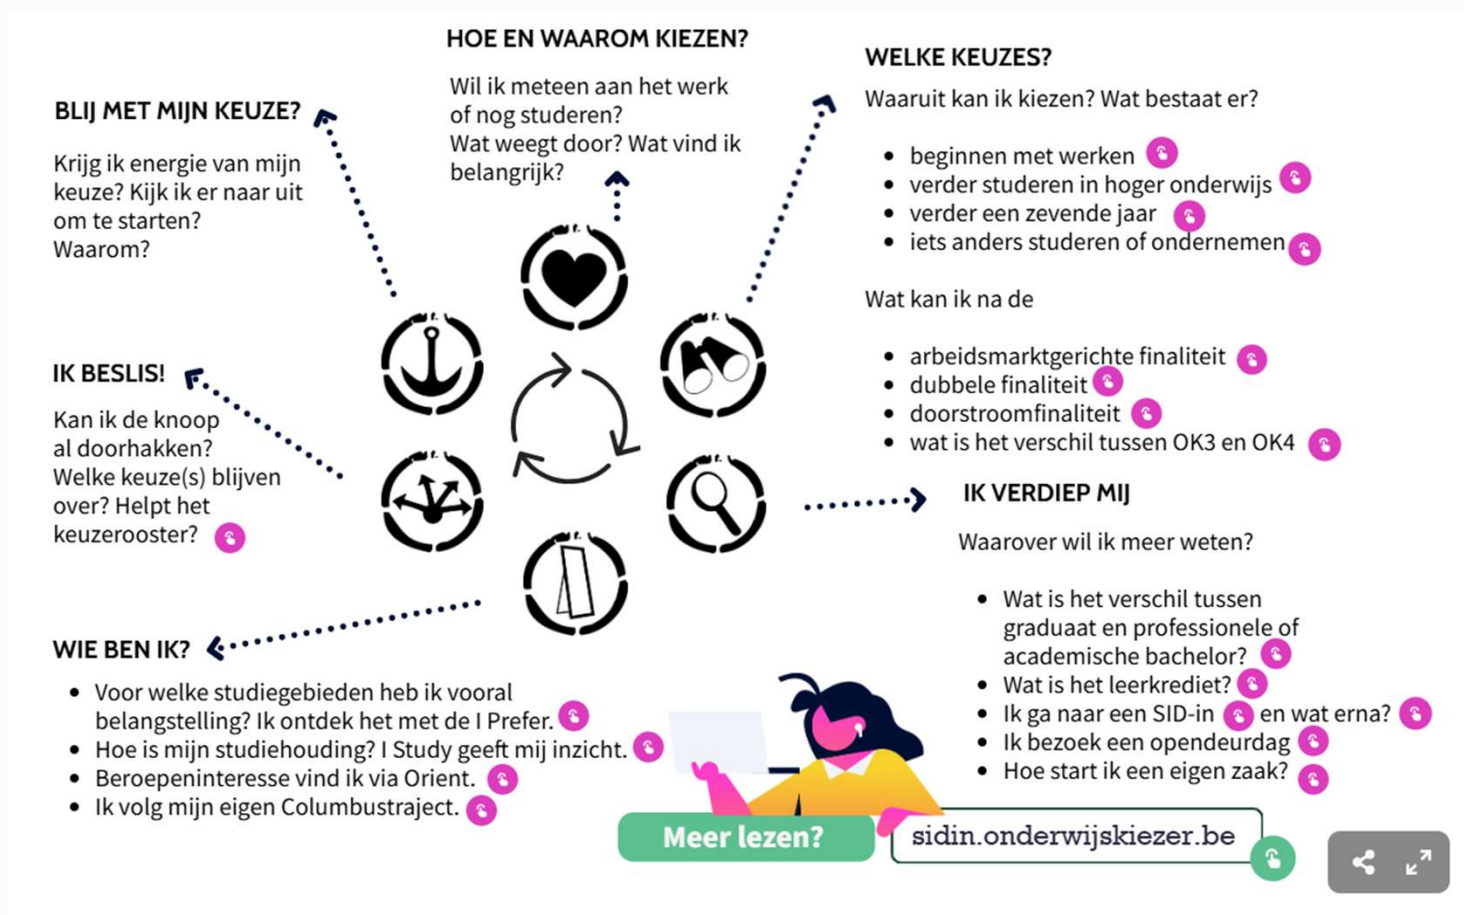 HOE EN WAAROM KIEZEN?
Wil ik meteen aan het werk
of nog studeren?
Wat weegt door? Wat vind ik
belangrijk?
WELKE KEUZES?
Waaruit kan ik kiezen? Wat bestaat er?
• beginnen met werken
• verder studeren in hoger onderwijs
• verder een zevende jaar
• iets anders studeren of ondernemen
Wat kan ik na de
• arbeidsmarktgerichte finaliteit
• dubbele finaliteit
• doorstroomfinaliteit
• wat is het verschil tussen OK3 en OK4
IK VERDIEP MIJ
Waarover wil ik meer weten?
• Wat is het verschil tussen
graduaat en professionele of
academische bachelor?
• Wat is het leerkrediet?
• Ik ga naar een SID-in en wat erna?
• Ik bezoek een opendeurdag
• Hoe start ik een eigen zaak?
BLIJ MET MIJN KEUZE?
Krijg ik energie van mijn
keuze? Kijk ik er naar uit
om te starten?
Waarom?
IK BESLIS!
Kan ik de knoop
al doorhakken?
Welke keuze(s) blijven
over? Helpt het
keuzerooster?
WIE BEN IK?
• Voor welke studiegebieden heb ik vooral
belangstelling? Ik ontdek het met de I Prefer.
• Hoe is mijn studiehouding? I Study geeft mij inzicht.
• Beroepeninteresse vind ik via Orient.
• Ik volg mijn eigen Columbustraject.
Meer lezen?
sidin.onderwijskiezer.be